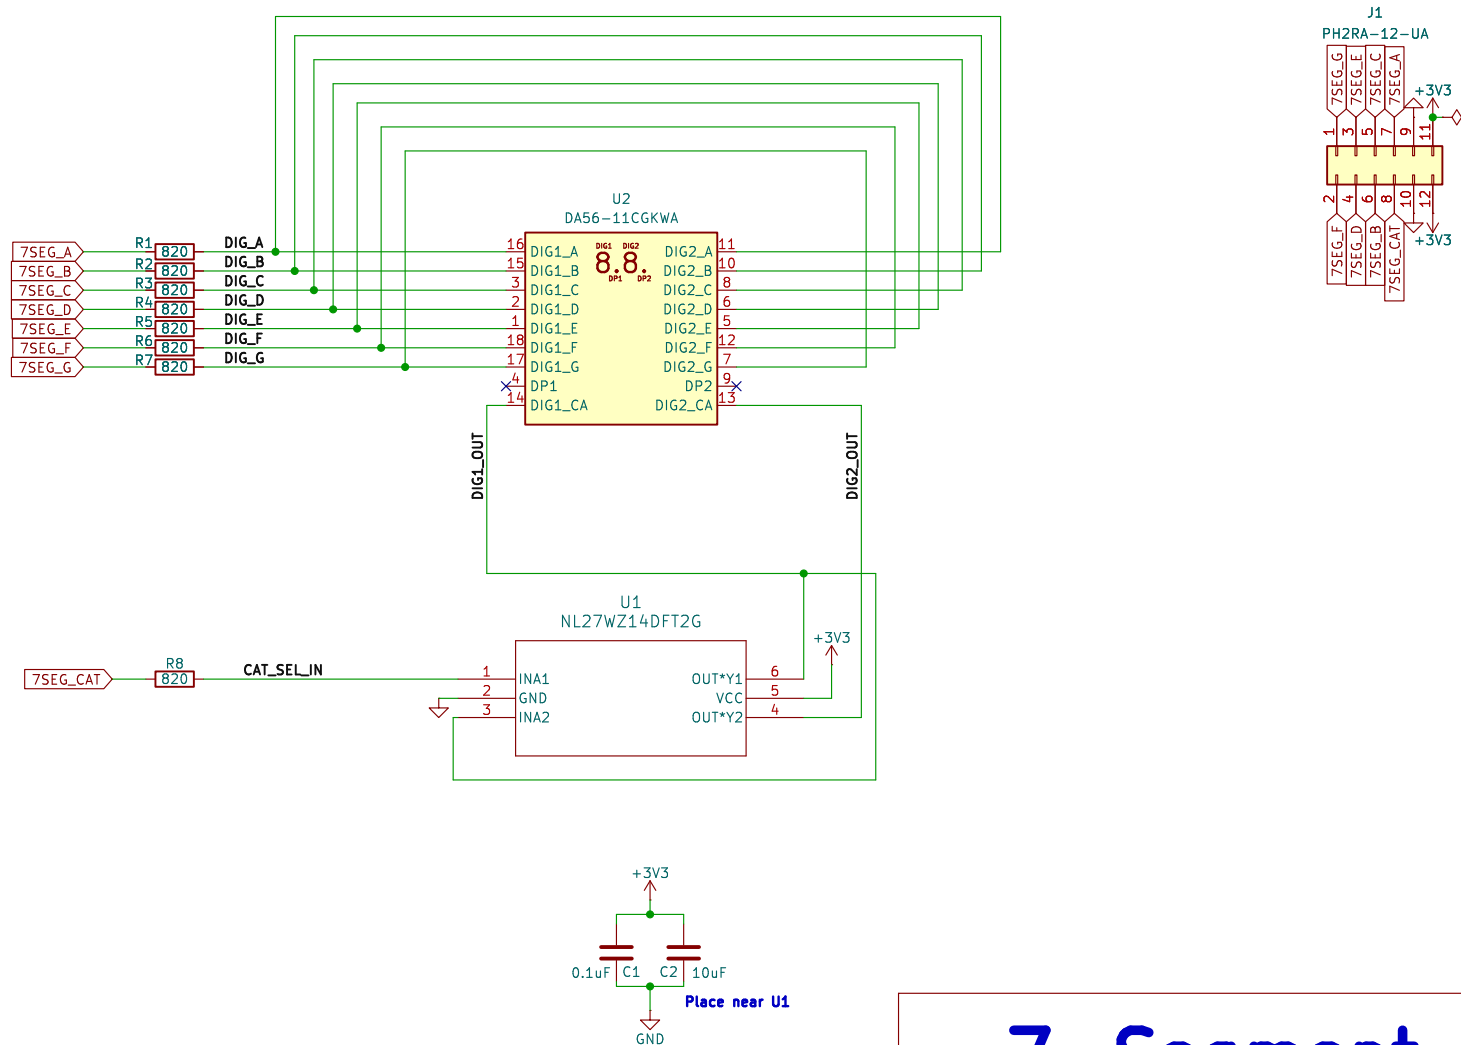 J1
PH2RA-12-UA
7SEG_G
7SEG_E
7SEG_C
7SEG_A
+3V3
1 3 5 7 9 11
2 4 6 8 10 12
7SEG_F
7SEG_D
7SEG_B
7SEG_CAT
+3V3
U2
DA56-11CGKWA
7SEG_A R1 820 DIG_A 16 DIG1_A DIG2_A 11
7SEG_B R2 820 DIG_B 15 DIG1_B DIG2_B 10
7SEG_C R3 820 DIG_C 3 DIG1_C DIG2_C 8
7SEG_D R4 820 DIG_D 2 DIG1_D DIG2_D 6
7SEG_E R5 820 DIG_E 1 DIG1_E DIG2_E 5
7SEG_F R6 820 DIG_F 18 DIG1_F DIG2_F 12
7SEG_G R7 820 DIG_G 17 DIG1_G DIG2_G 7
4 DP1 DP2 9
14 DIG1_CA DIG2_CA 13
DIG1 DIG2
8.8.
DP1 DP2
DIG1_OUT
DIG2_OUT
U1
NL27WZ14DFT2G
+3V3
7SEG_CAT R8 820 CAT_SEL_IN 1 INA1 OUT*Y1 6
2 GND VCC 5
3 INA2 OUT*Y2 4
+3V3
0.1uF C1 C2 10uF
Place near U1
GND
7-Segment